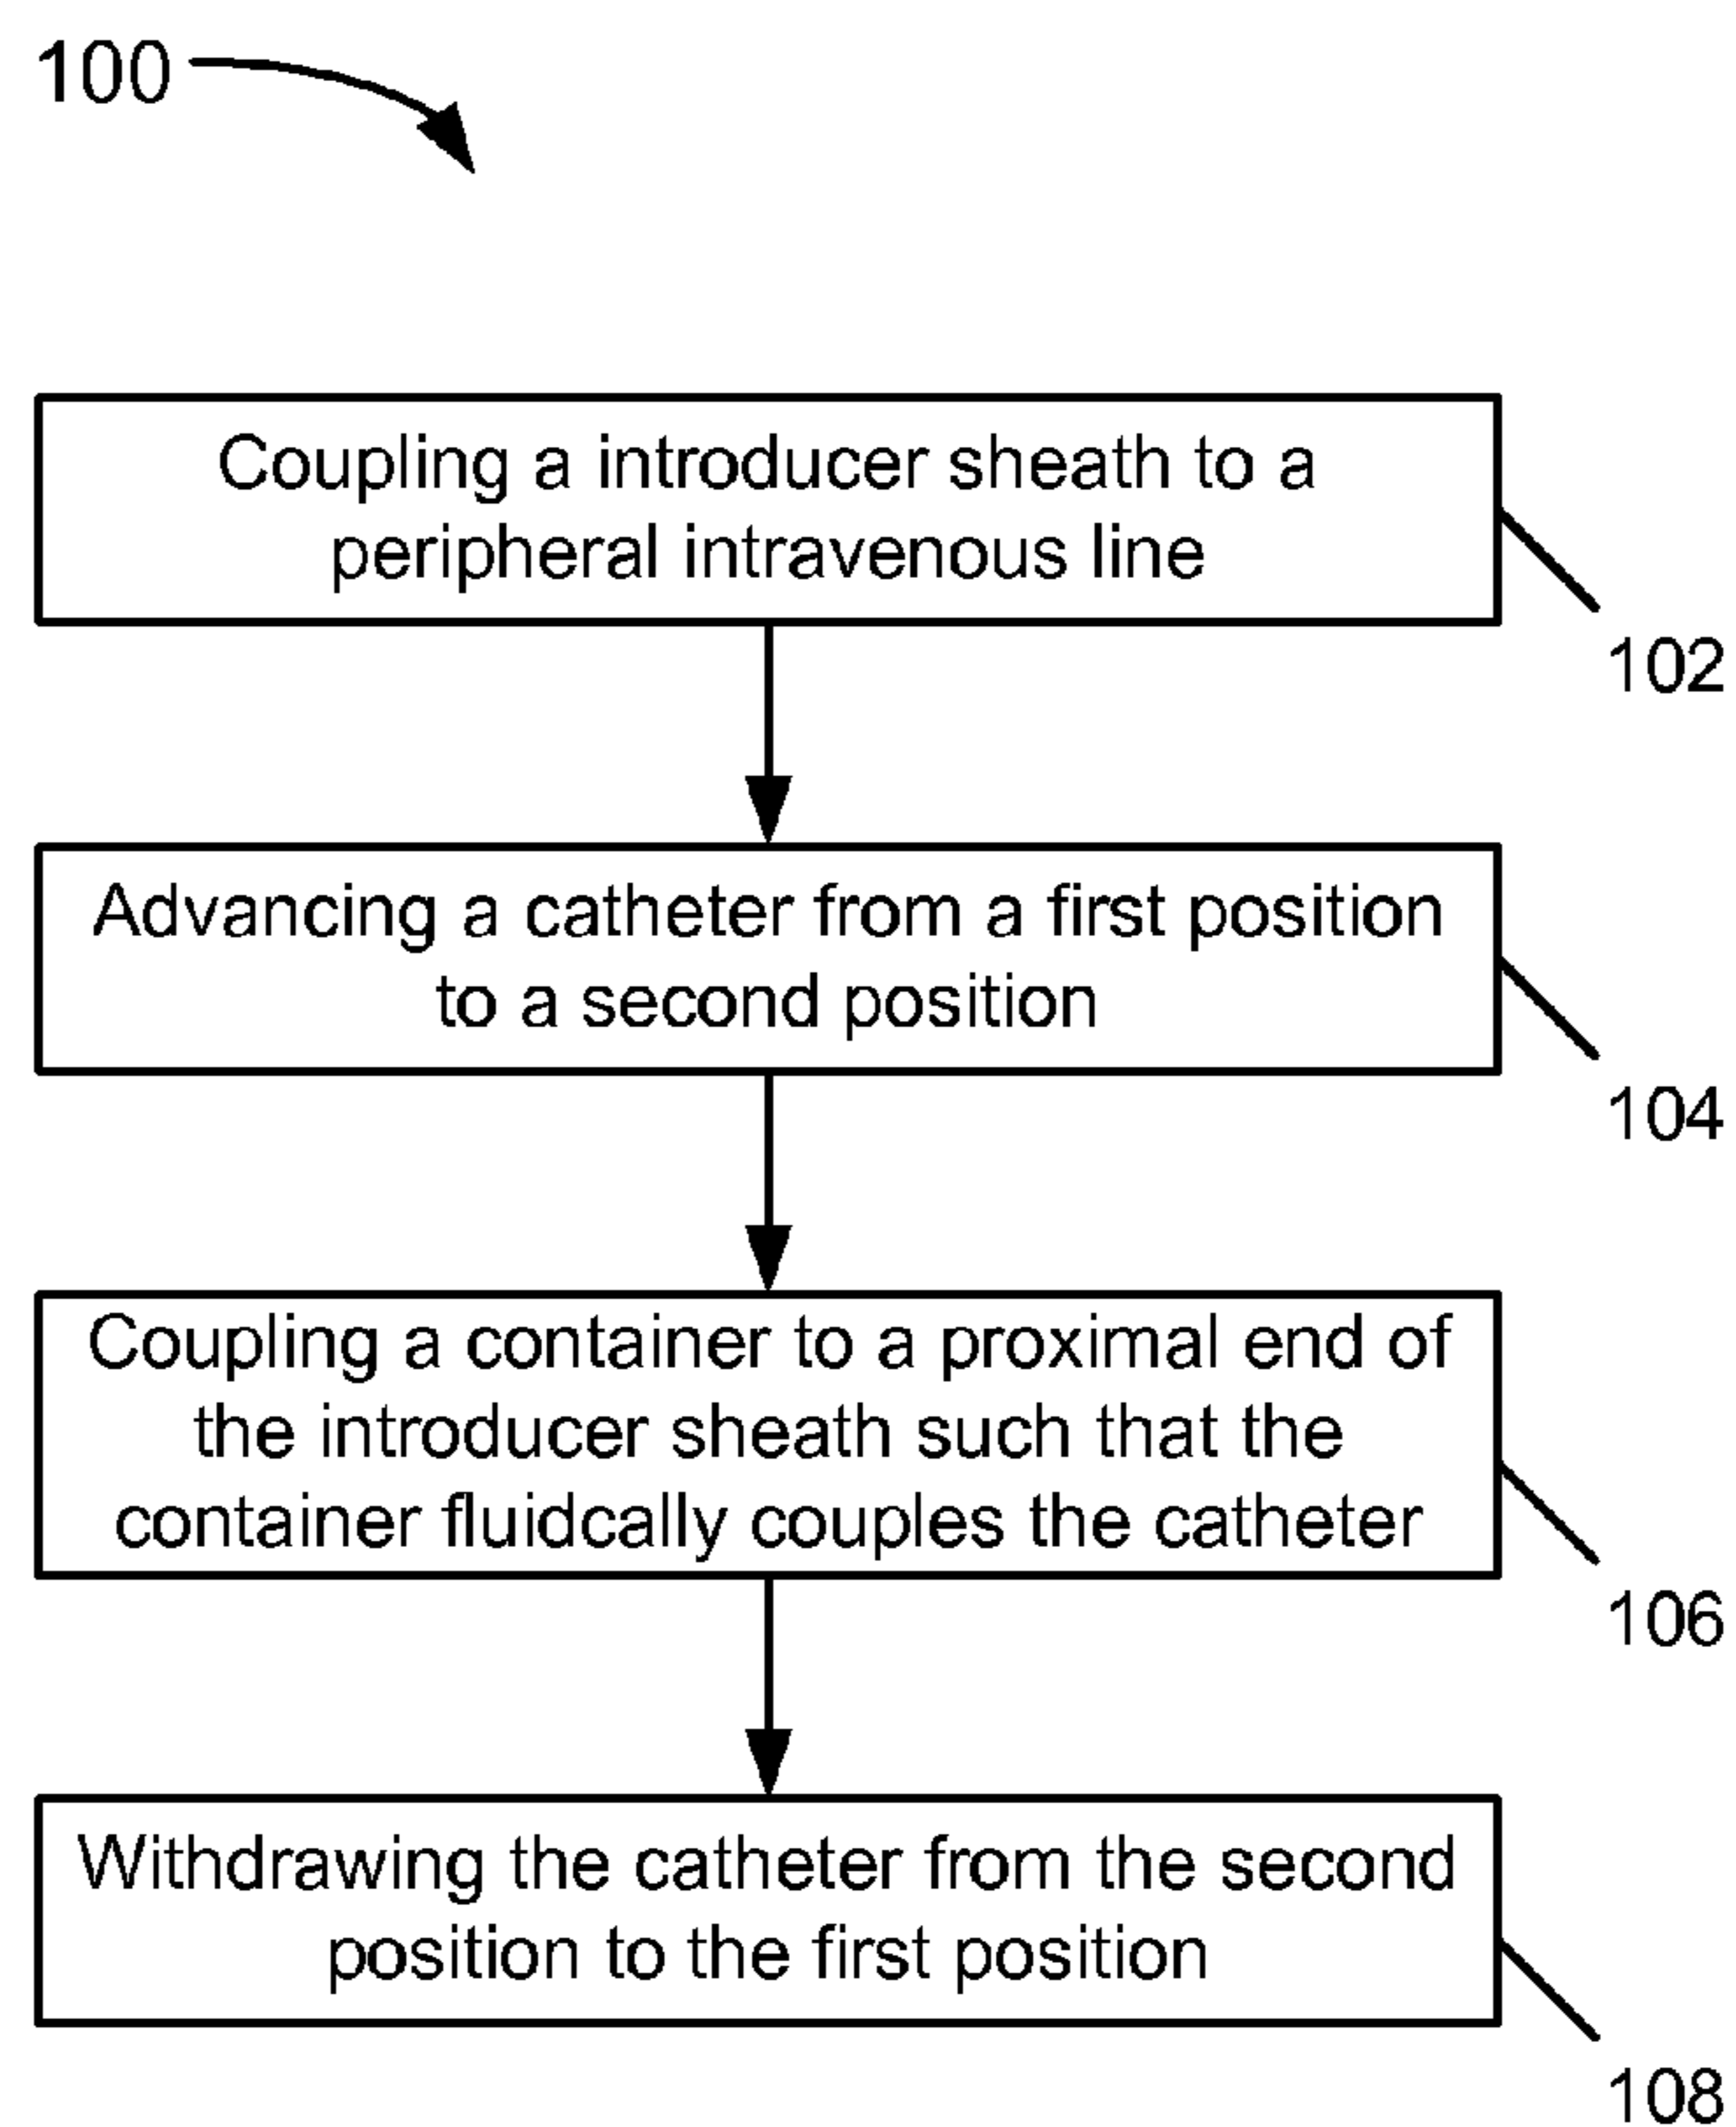 100
Coupling a introducer sheath to a
peripheral intravenous line
102
Advancing a catheter from a first position
to a second position
104
Coupling a container to a proximal end of
the introducer sheath such that the
container fluidcally couples the catheter
106
Withdrawing the catheter from the second
position to the first position
108